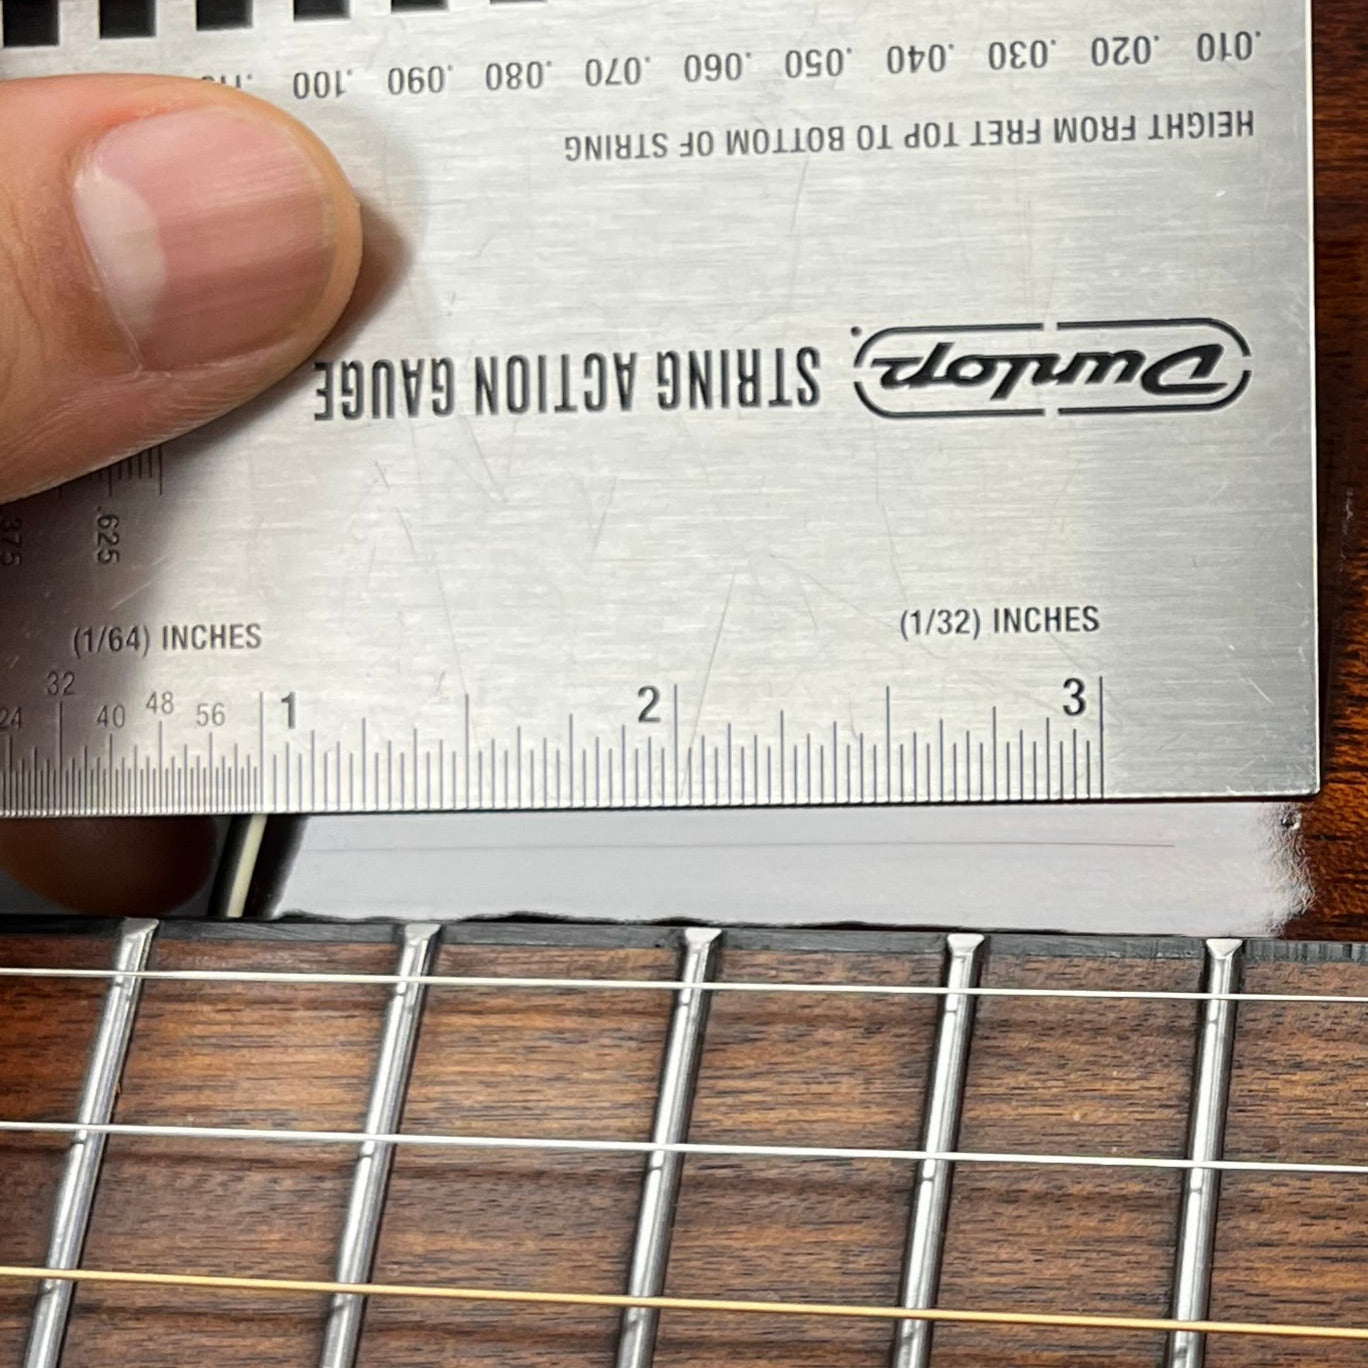 .010 .020 .030 .040 .050 .060 .070 .080 .090 .100
HEIGHT FROM FRET TOP TO BOTTOM OF STRING
Dunlop. STRING ACTION GAUGE
.625
375
(1/64) INCHES
(1/32) INCHES
24 32 40 48 56 1 2 3